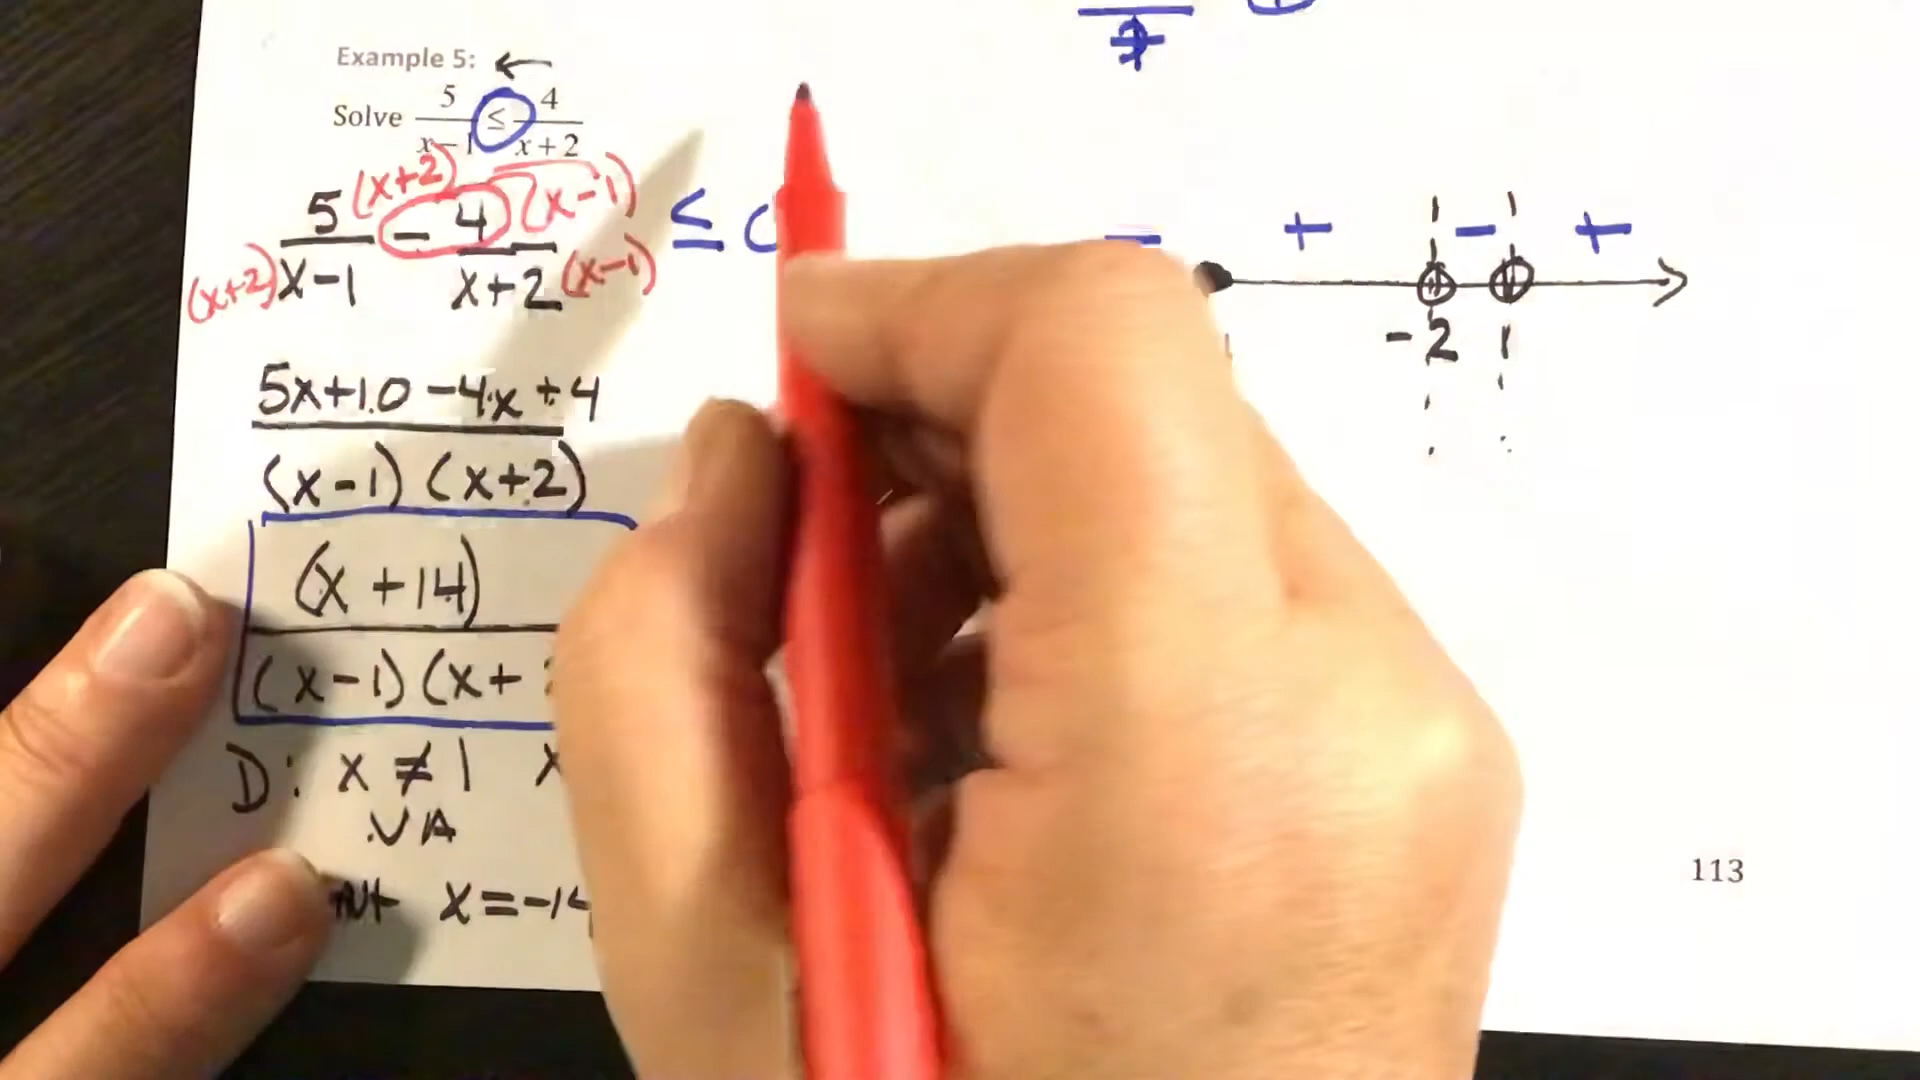 Example 5: ←
Solve 5/(x−1) ≤ 4/(x+2)
5(x+2) − 4(x−1) ≤
(x+2) x−1 x+2 (x−1)
− + − +
-2 1
5x+10 −4x+4
(x−1) (x+2)
(x+14)
(x−1)(x+
D: x ≠ 1 x
VA
x=-14
113